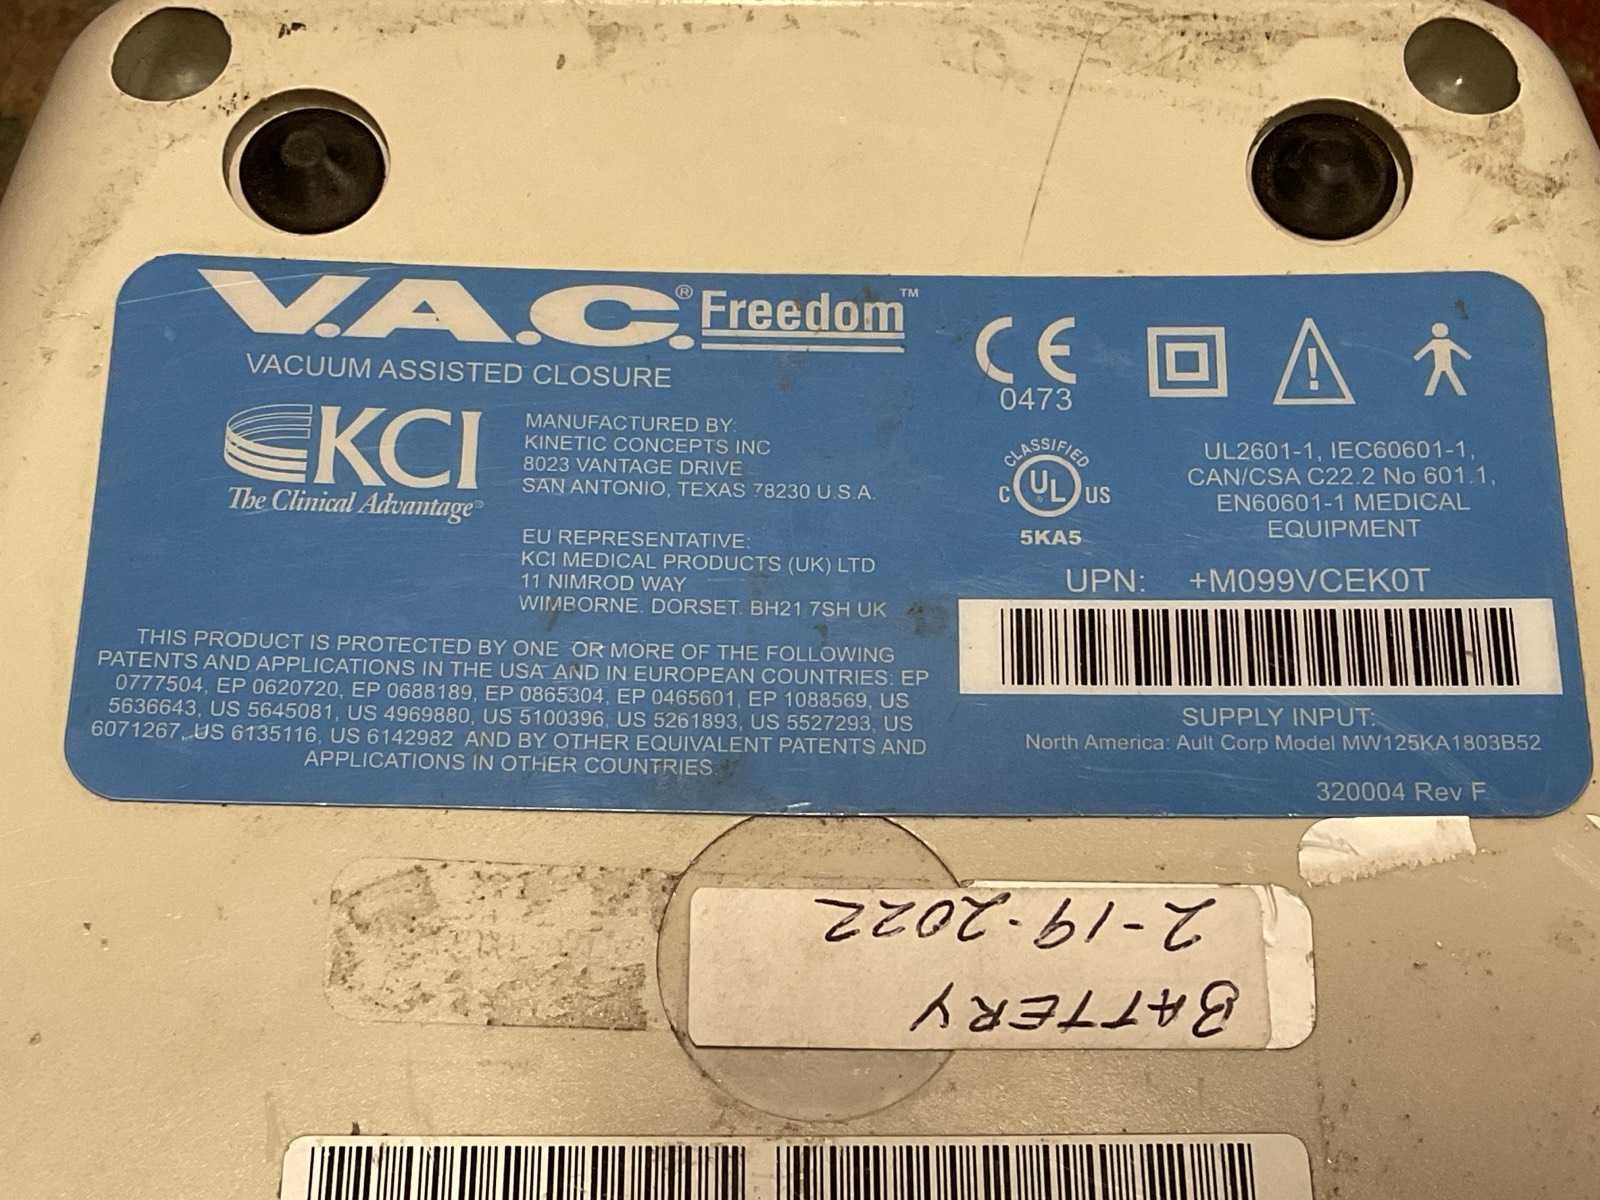 V.A.C.® Freedom™
VACUUM ASSISTED CLOSURE
KCI
The Clinical Advantage®
MANUFACTURED BY:
KINETIC CONCEPTS INC
8023 VANTAGE DRIVE
SAN ANTONIO, TEXAS 78230 U.S.A.
EU REPRESENTATIVE:
KCI MEDICAL PRODUCTS (UK) LTD
11 NIMROD WAY
WIMBORNE. DORSET. BH21 7SH UK
THIS PRODUCT IS PROTECTED BY ONE OR MORE OF THE FOLLOWING
PATENTS AND APPLICATIONS IN THE USA AND IN EUROPEAN COUNTRIES: EP
0777504, EP 0620720, EP 0688189, EP 0865304, EP 0465601, EP 1088569, US
5636643, US 5645081, US 4969880, US 5100396, US 5261893, US 5527293, US
6071267, US 6135116, US 6142982 AND BY OTHER EQUIVALENT PATENTS AND
APPLICATIONS IN OTHER COUNTRIES.
CE
0473
CLASSIFIED
C UL US
5KA5
UL2601-1, IEC60601-1,
CAN/CSA C22.2 No 601.1,
EN60601-1 MEDICAL
EQUIPMENT
UPN: +M099VCEK0T
SUPPLY INPUT:
North America: Ault Corp Model MW125KA1803B52
320004 Rev F
BATTERY
2-19-2022